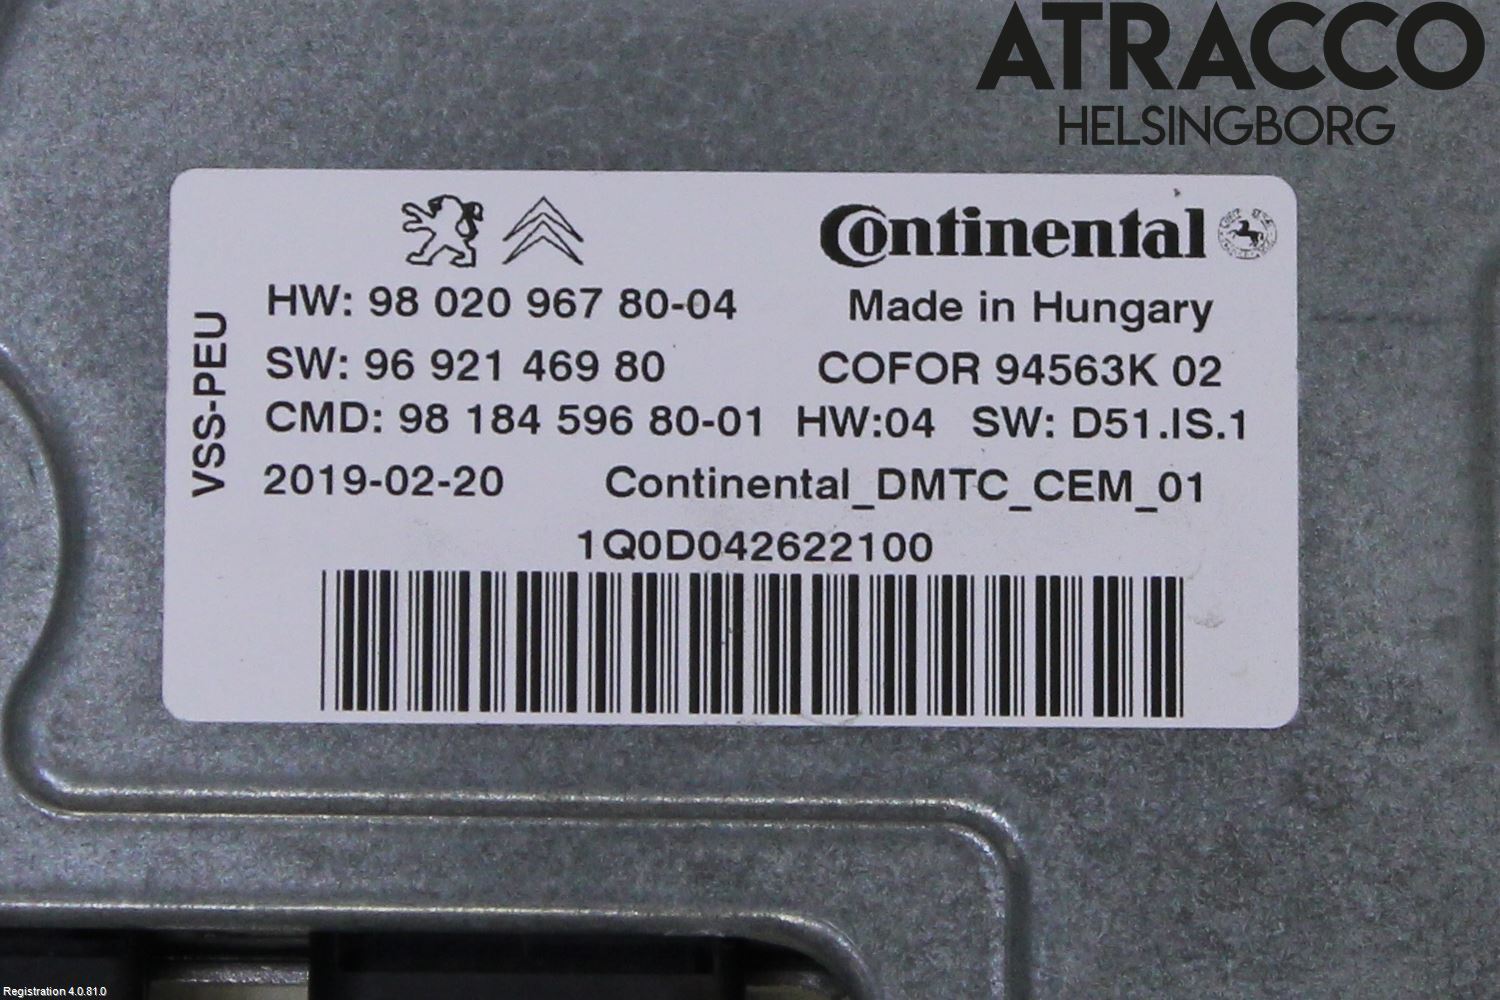 ATRACCO
HELSINGBORG
Continental
HW: 98 020 967 80-04
Made in Hungary
SW: 96 921 469 80
COFOR 94563K 02
CMD: 98 184 596 80-01 HW:04 SW: D51.IS.1
2019-02-20 Continental_DMTC_CEM_01
VSS-PEU
1Q0D042622100
Registration 4.0.81.0